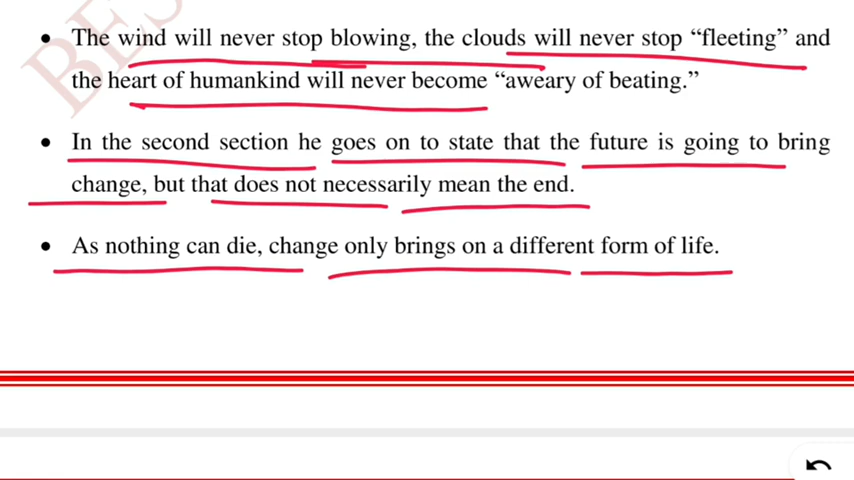 • The wind will never stop blowing, the clouds will never stop “fleeting” and
the heart of humankind will never become “aweary of beating.”
• In the second section he goes on to state that the future is going to bring
change, but that does not necessarily mean the end.
• As nothing can die, change only brings on a different form of life.